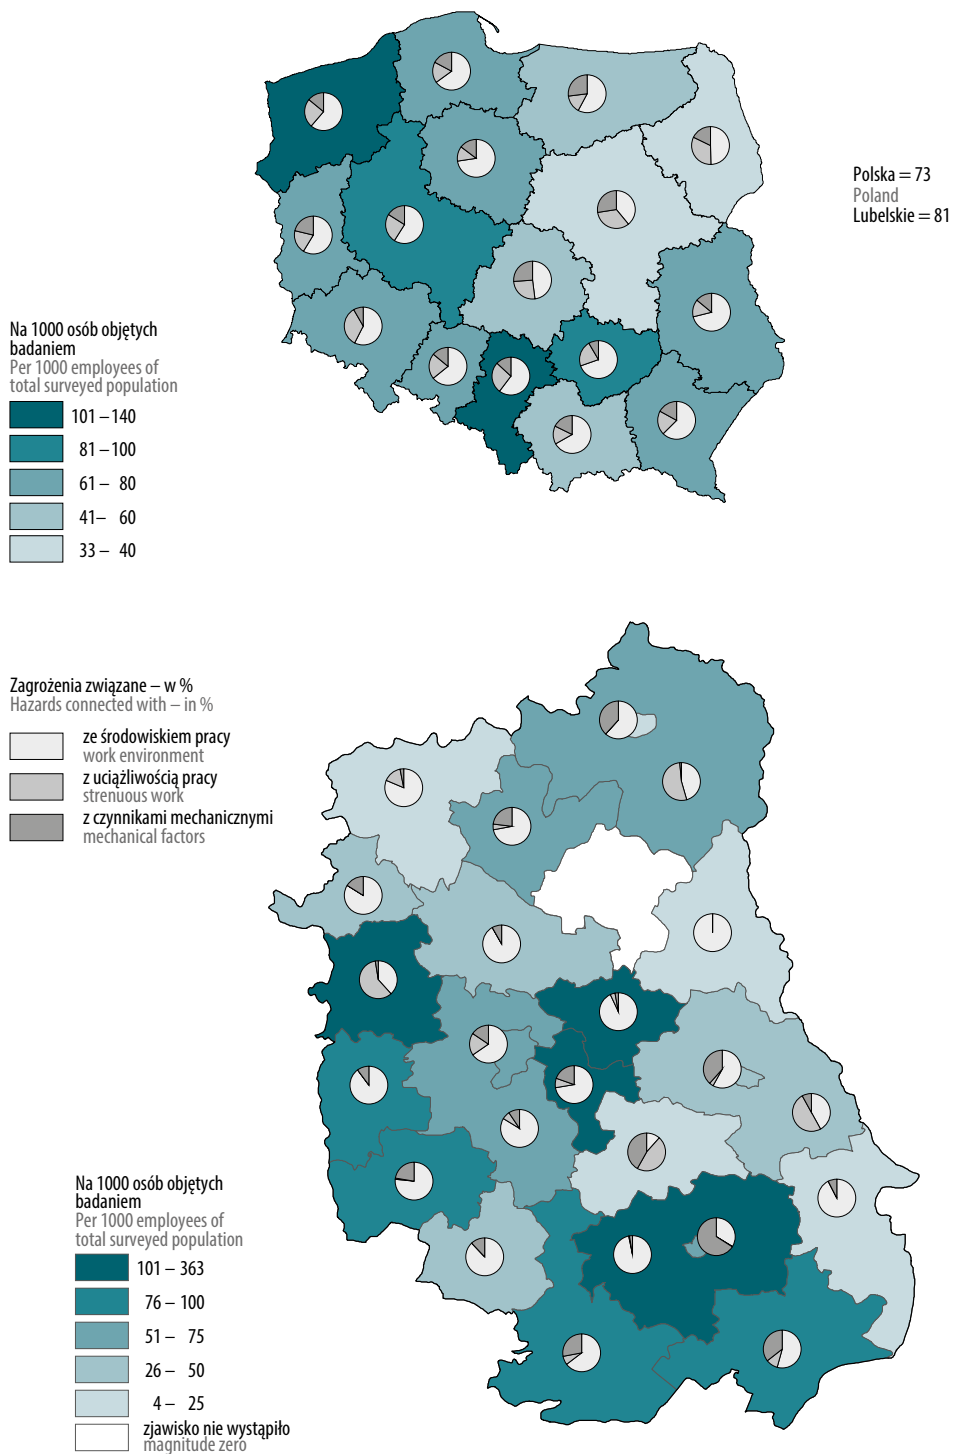 Polska = 73
Poland
Lubelskie = 81
Na 1000 osób objętych
badaniem
Per 1000 employees of
total surveyed population
101 – 140
81 – 100
61 – 80
41 – 60
33 – 40
Zagrożenia związane – w %
Hazards connected with – in %
ze środowiskiem pracy
work environment
z uciążliwością pracy
strenuous work
z czynnikami mechanicznymi
mechanical factors
Na 1000 osób objętych
badaniem
Per 1000 employees of
total surveyed population
101 – 363
76 – 100
51 – 75
26 – 50
4 – 25
zjawisko nie wystąpiło
magnitude zero